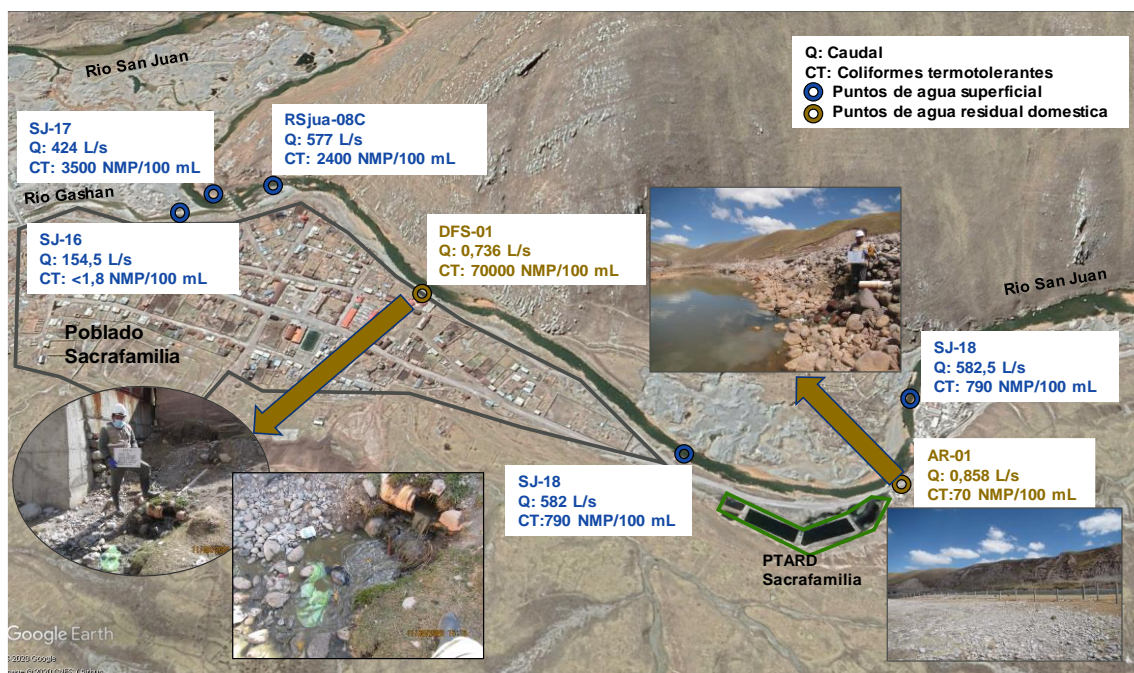 Rio San Juan
Q: Caudal
CT: Coliformes termotolerantes
Puntos de agua superficial
Puntos de agua residual domestica
SJ-17
Q: 424 L/s
CT: 3500 NMP/100 mL
RSjua-08C
Q: 577 L/s
CT: 2400 NMP/100 mL
Rio Gashan
SJ-16
Q: 154,5 L/s
CT: <1,8 NMP/100 mL
DFS-01
Q: 0,736 L/s
CT: 70000 NMP/100 mL
Rio San Juan
Poblado
Sacrafamilia
SJ-18
Q: 582,5 L/s
CT: 790 NMP/100 mL
SJ-18
Q: 582 L/s
CT:790 NMP/100 mL
AR-01
Q: 0,858 L/s
CT:70 NMP/100 mL
PTARD
Sacrafamilia
Google Earth